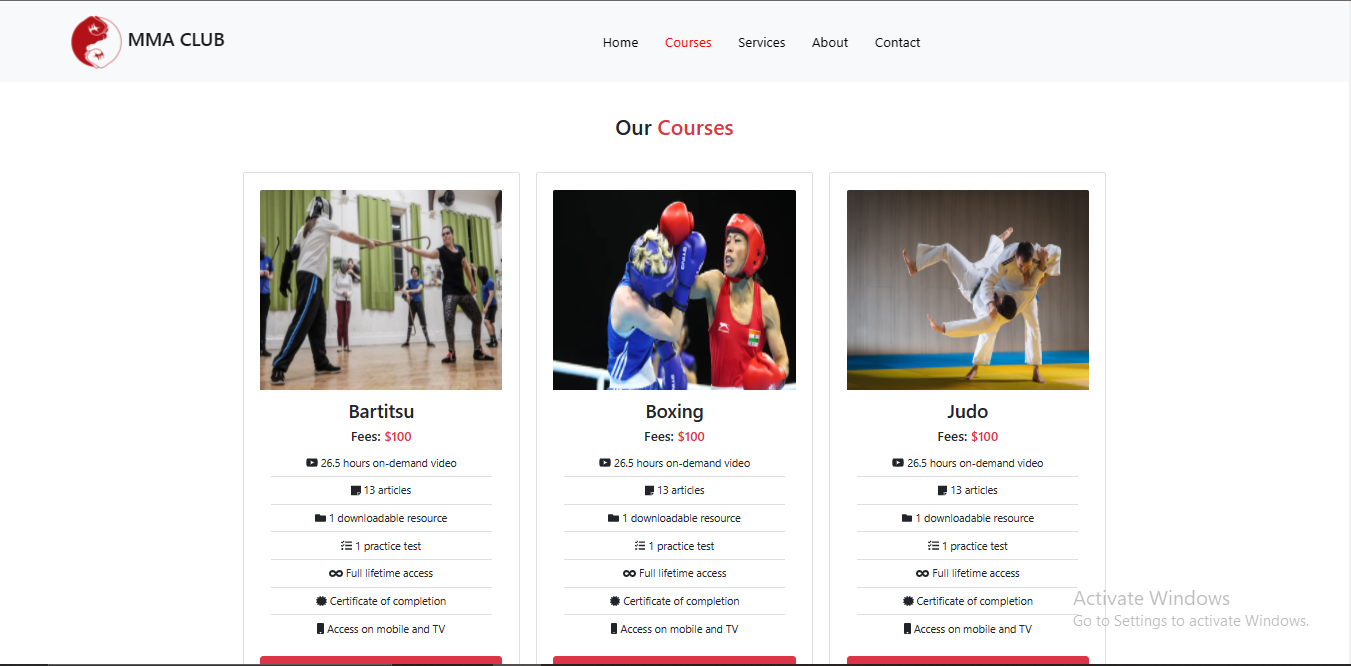 MMA CLUB
Home Courses Services About Contact
Our Courses
Bartitsu
Fees: $100
26.5 hours on-demand video
13 articles
1 downloadable resource
1 practice test
Full lifetime access
Certificate of completion
Access on mobile and TV
Boxing
Fees: $100
26.5 hours on-demand video
13 articles
1 downloadable resource
1 practice test
Full lifetime access
Certificate of completion
Access on mobile and TV
Judo
Fees: $100
26.5 hours on-demand video
13 articles
1 downloadable resource
1 practice test
Full lifetime access
Certificate of completion
Access on mobile and TV
Activate Windows
Go to Settings to activate Windows.